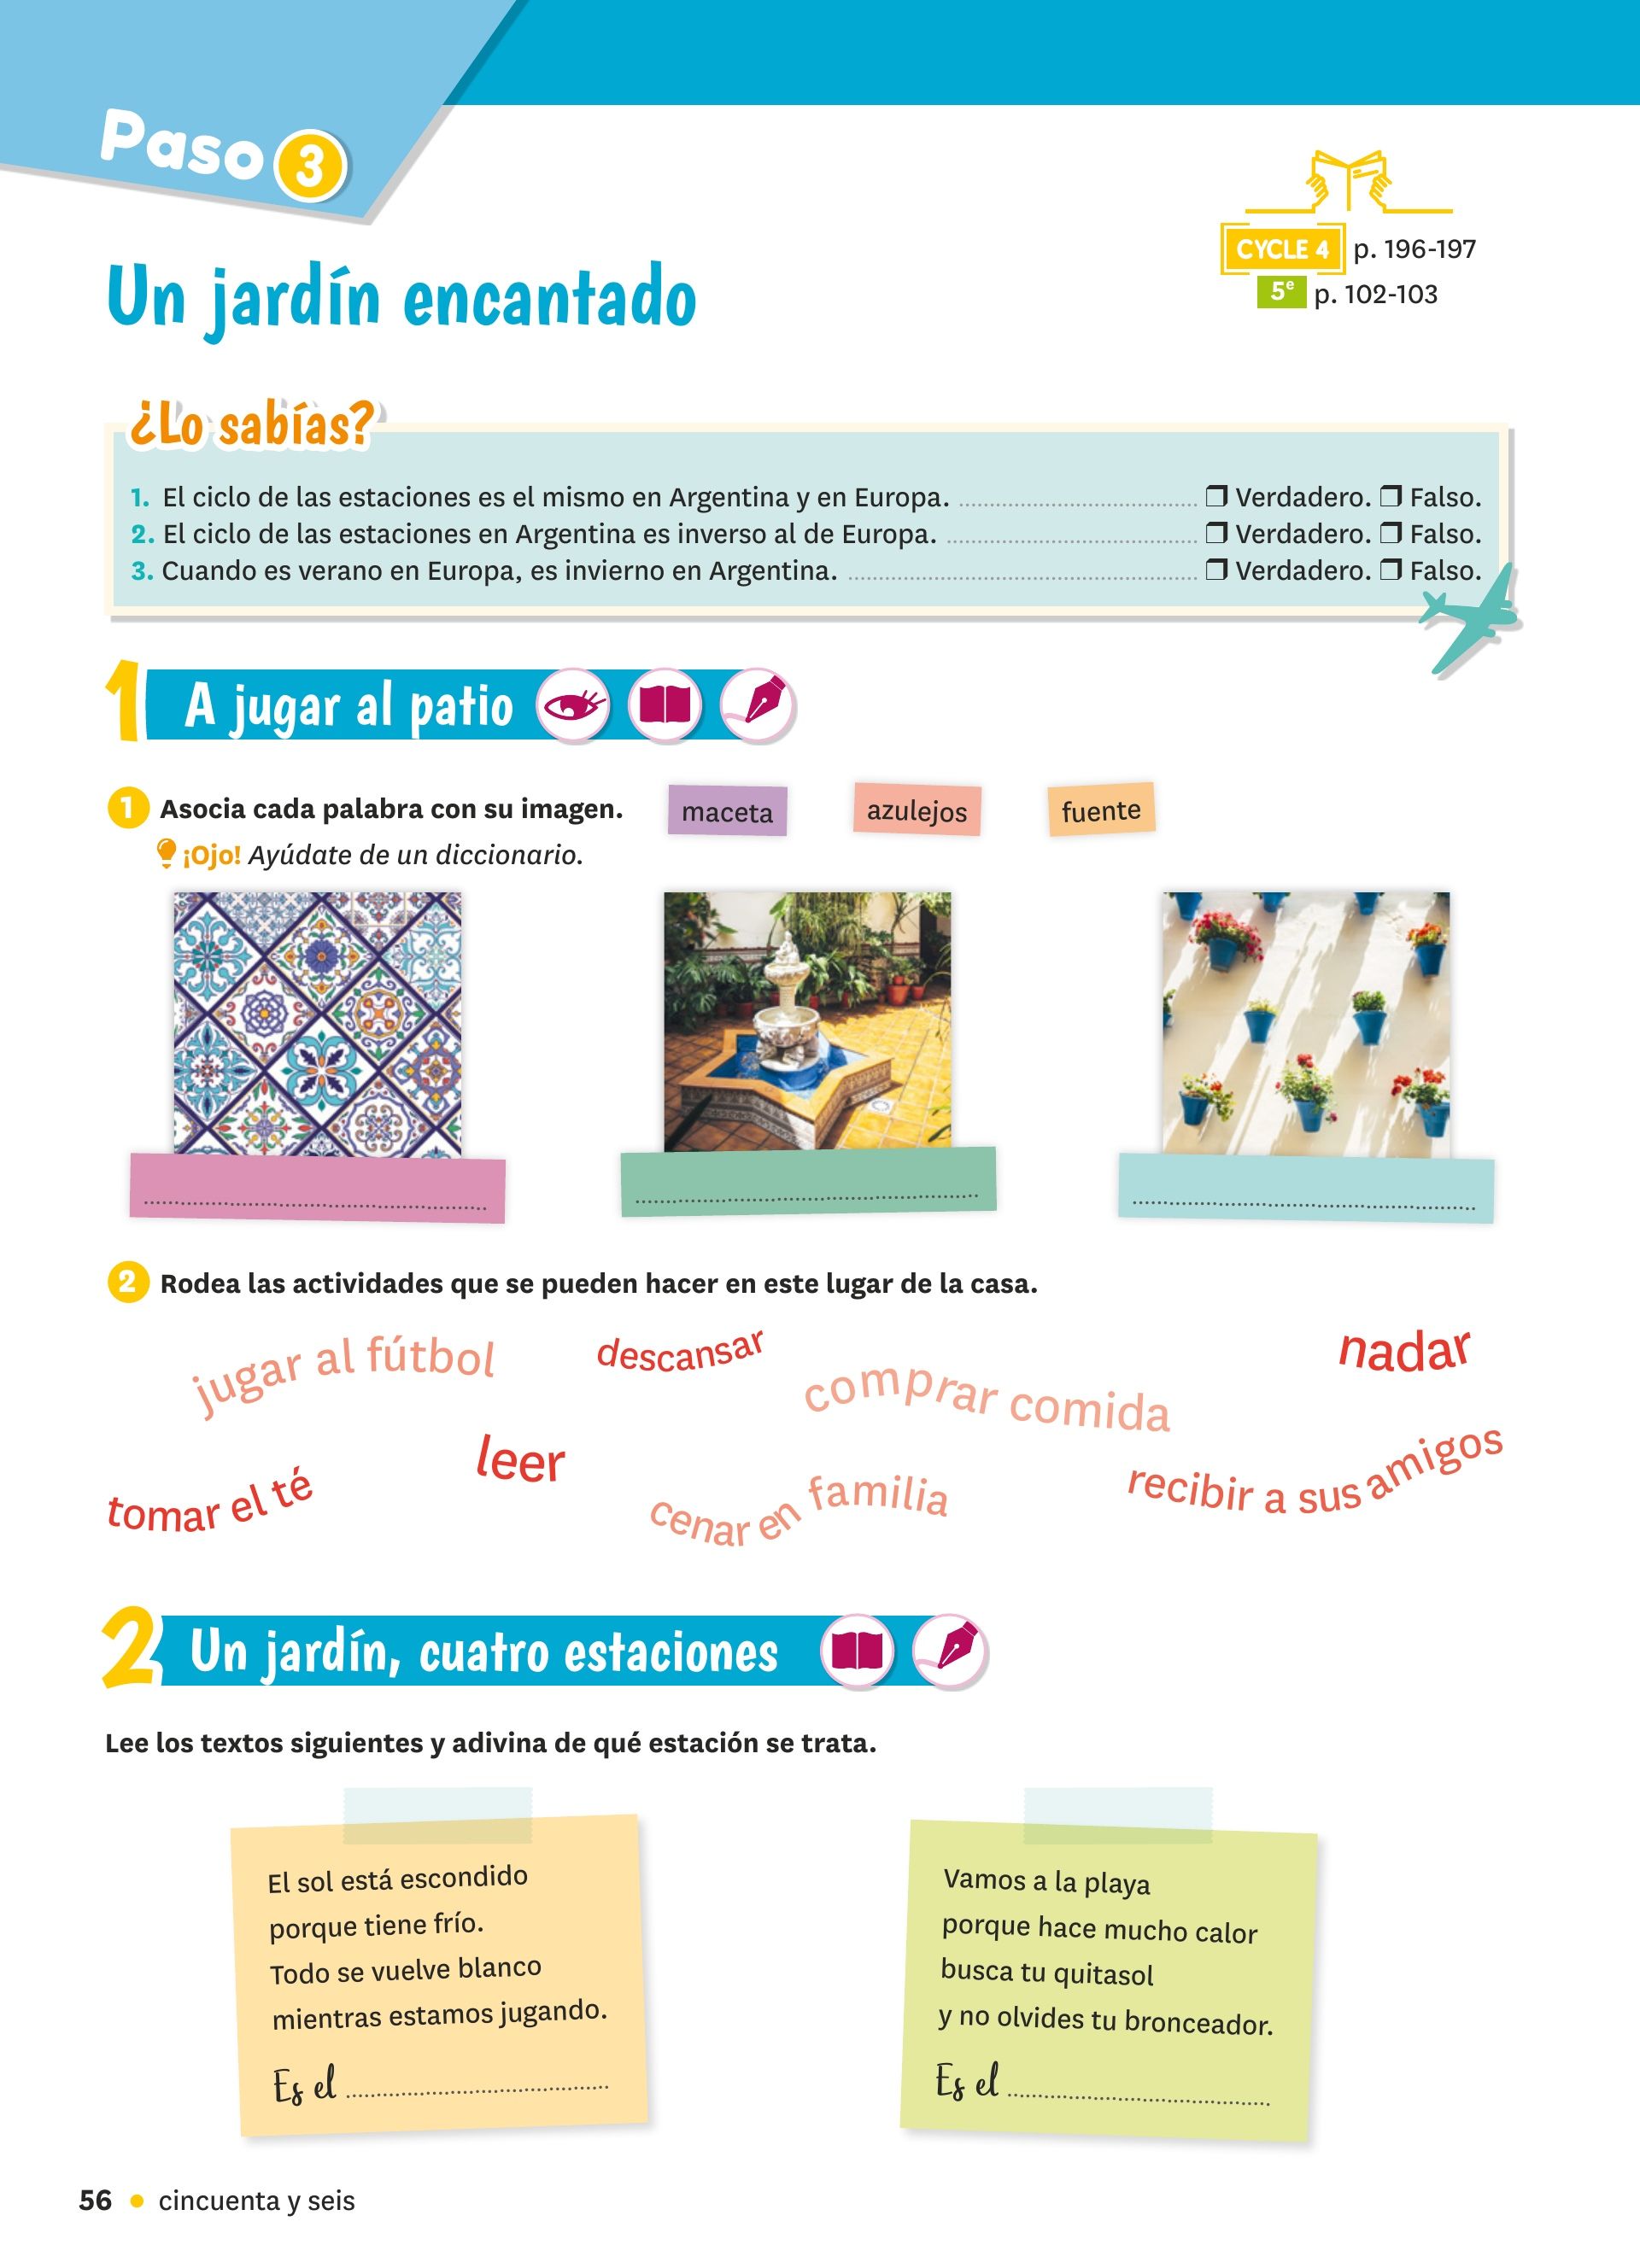 Paso 3
CYCLE 4 p. 196-197
5e p. 102-103
Un jardín encantado
¿Lo sabías?
1. El ciclo de las estaciones es el mismo en Argentina y en Europa. ❒ Verdadero. ❒ Falso.
2. El ciclo de las estaciones en Argentina es inverso al de Europa. ❒ Verdadero. ❒ Falso.
3. Cuando es verano en Europa, es invierno en Argentina. ❒ Verdadero. ❒ Falso.
1 A jugar al patio
1 Asocia cada palabra con su imagen. maceta azulejos fuente
¡Ojo! Ayúdate de un diccionario.
2 Rodea las actividades que se pueden hacer en este lugar de la casa.
jugar al fútbol
descansar
comprar comida
nadar
tomar el té
leer
cenar en familia
recibir a sus amigos
2 Un jardín, cuatro estaciones
Lee los textos siguientes y adivina de qué estación se trata.
El sol está escondido
porque tiene frío.
Todo se vuelve blanco
mientras estamos jugando.
Es el
Vamos a la playa
porque hace mucho calor
busca tu quitasol
y no olvides tu bronceador.
Es el
56 • cincuenta y seis